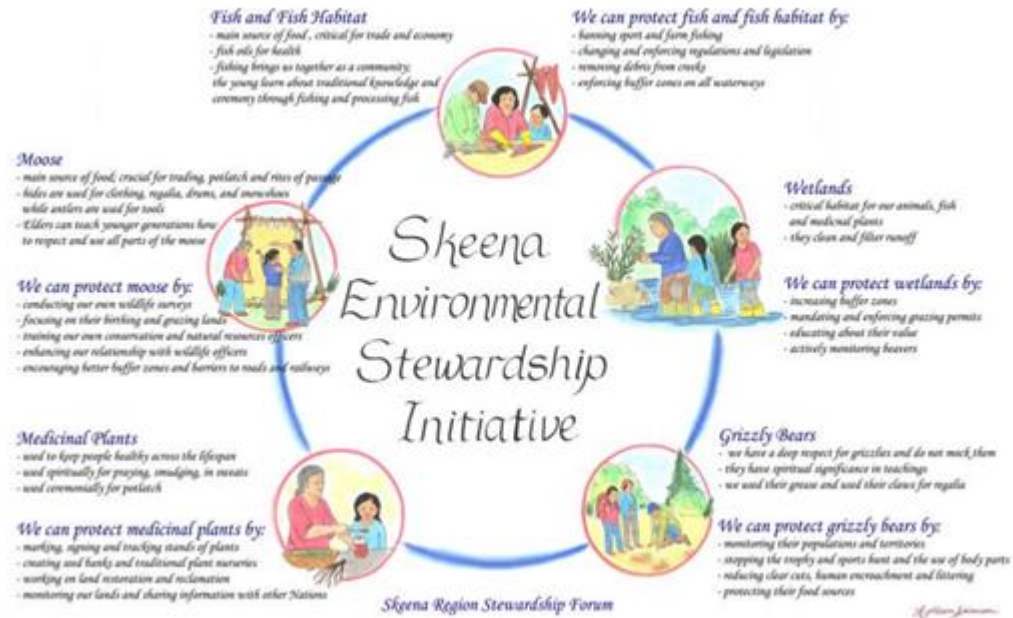 Fish and Fish Habitat
- main source of food , critical for trade and economy
- fish oils for health
- fishing brings us together as a community;
the young learn about traditional knowledge and
ceremony through fishing and processing fish
We can protect fish and fish habitat by:
- banning sport and farm fishing
- changing and enforcing regulations and legislation
- removing debris from creeks
- enforcing buffer zones on all waterways
Moose
- main source of food; crucial for trading, potlatch and rites of passage
- hides are used for clothing, regalia, drums, and snowshoes
while antlers are used for tools
- Elders can teach younger generations how
to respect and use all parts of the moose
We can protect moose by:
- conducting our own wildlife surveys
- focusing on their birthing and grazing lands
- training our own conservation and natural resources officers
- enhancing our relationship with wildlife officers
- encouraging better buffer zones and barriers to roads and railways
Wetlands
- critical habitat for our animals, fish
and medicinal plants
- they clean and filter runoff
We can protect wetlands by:
- increasing buffer zones
- mandating and enforcing grazing permits
- educating about their value
- actively monitoring beavers
Skeena
Environmental
Stewardship
Initiative
Medicinal Plants
- used to keep people healthy across the lifespan
- used spiritually for praying, smudging, in sweats
- used ceremonially for potlatch
We can protect medicinal plants by:
- marking, signing and tracking stands of plants
- creating seed banks and traditional plant nurseries
- working on land restoration and reclamation
- monitoring our lands and sharing information with other Nations
Grizzly Bears
- we have a deep respect for grizzlies and do not mock them
- they have spiritual significance in teachings
- we used their grease and used their claws for regalia
We can protect grizzly bears by:
- monitoring their populations and territories
- stopping the trophy and sports hunt and the use of body parts
- reducing clear cuts, human encroachment and littering
- protecting their food sources
Skeena Region Stewardship Forum